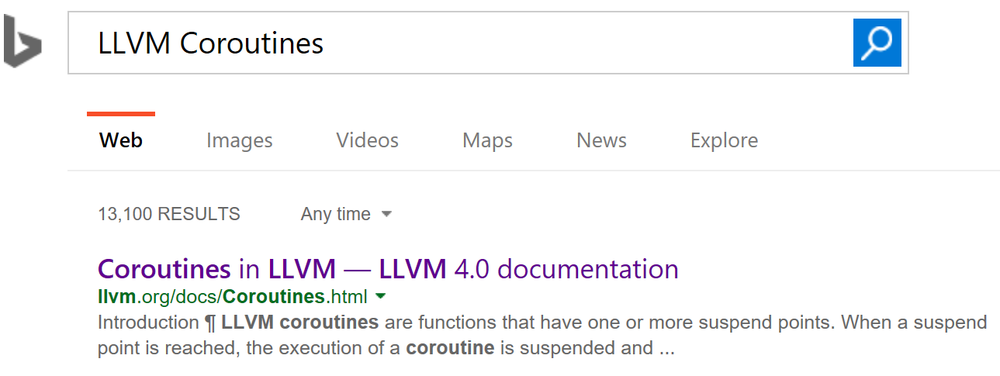 LLVM Coroutines
Web Images Videos Maps News Explore
13,100 RESULTS Any time
Coroutines in LLVM — LLVM 4.0 documentation
llvm.org/docs/Coroutines.html
Introduction ¶ LLVM coroutines are functions that have one or more suspend points. When a suspend
point is reached, the execution of a coroutine is suspended and ...